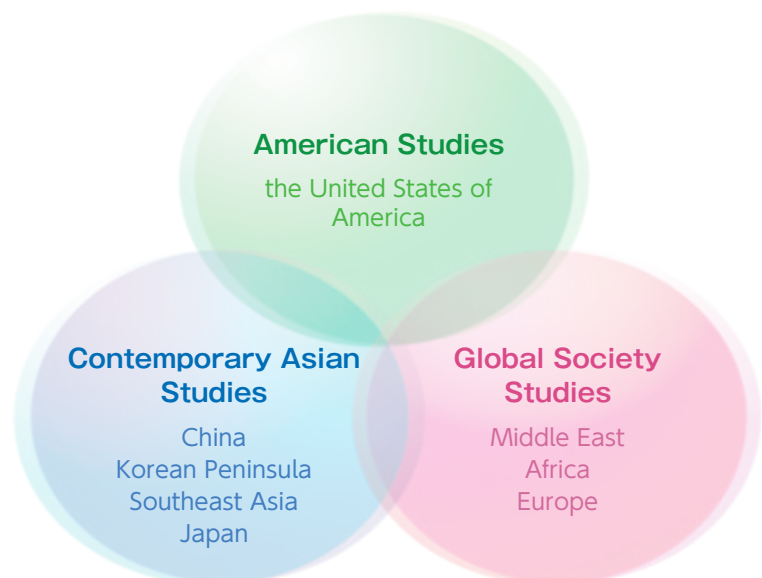 American Studies
the United States of
America
Contemporary Asian
Studies
China
Korean Peninsula
Southeast Asia
Japan
Global Society
Studies
Middle East
Africa
Europe